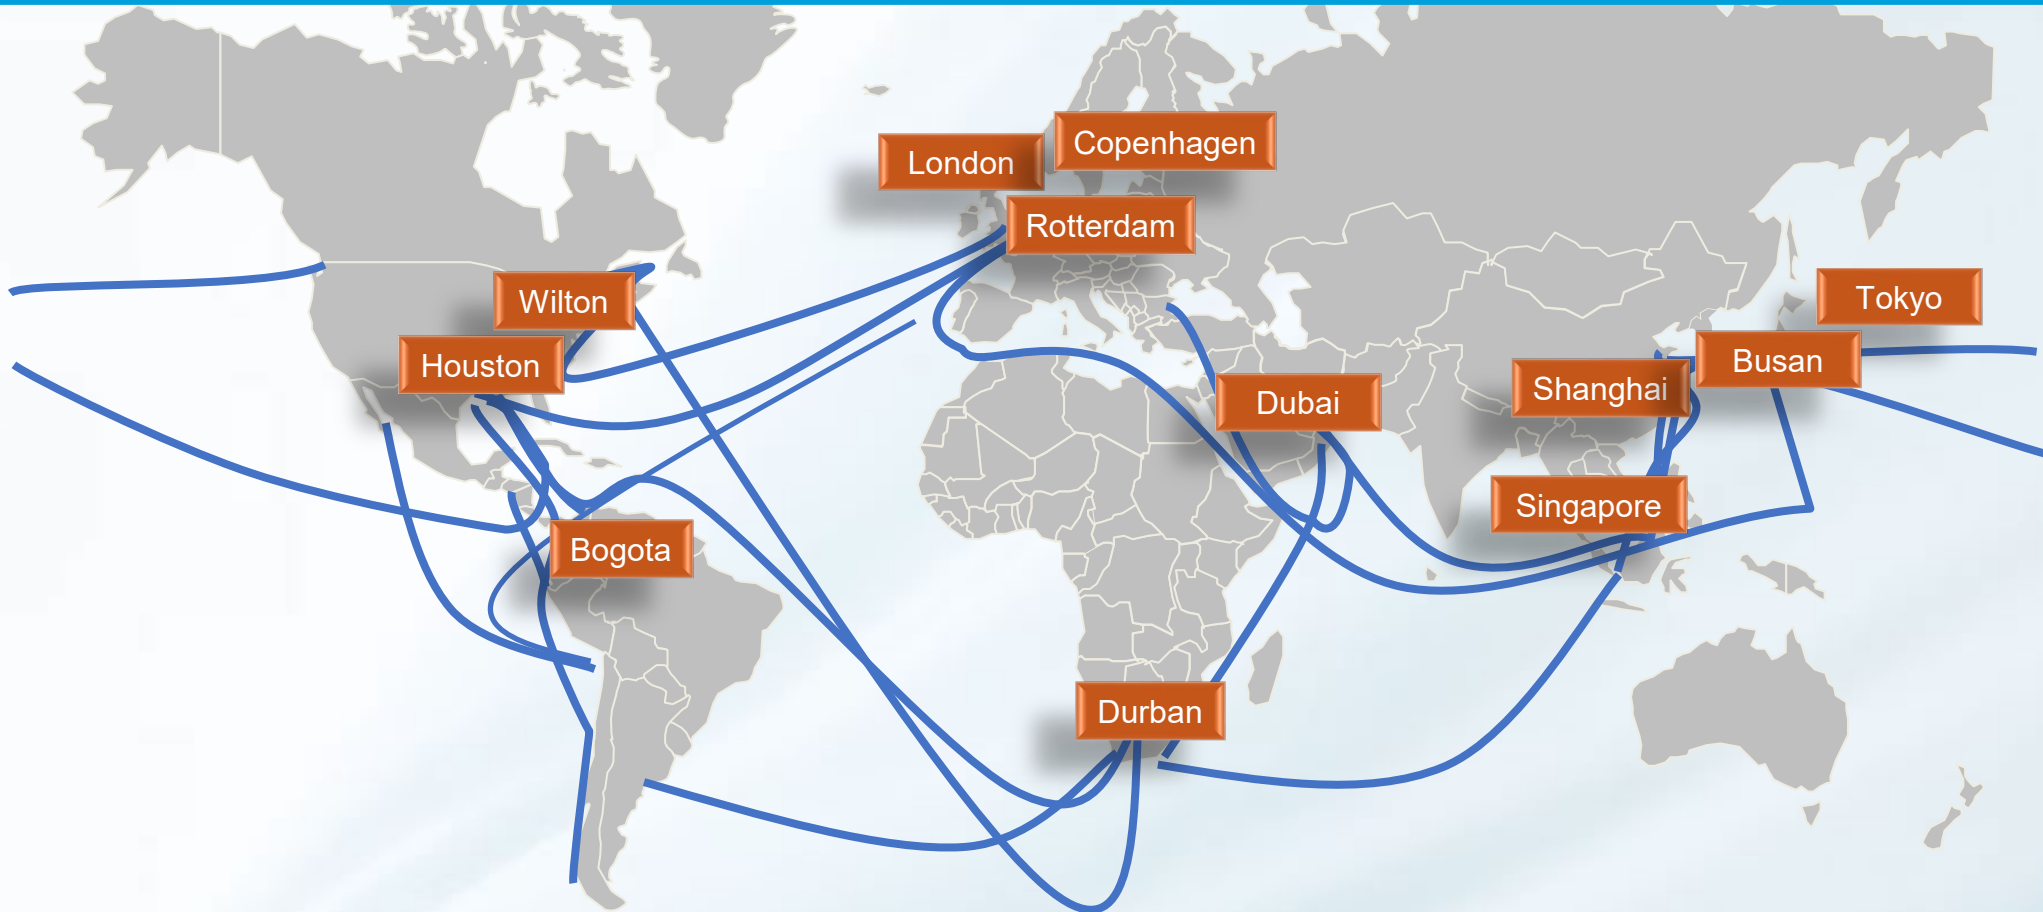 Copenhagen
London
Rotterdam
Wilton
Tokyo
Houston
Busan
Shanghai
Dubai
Singapore
Bogota
Durban